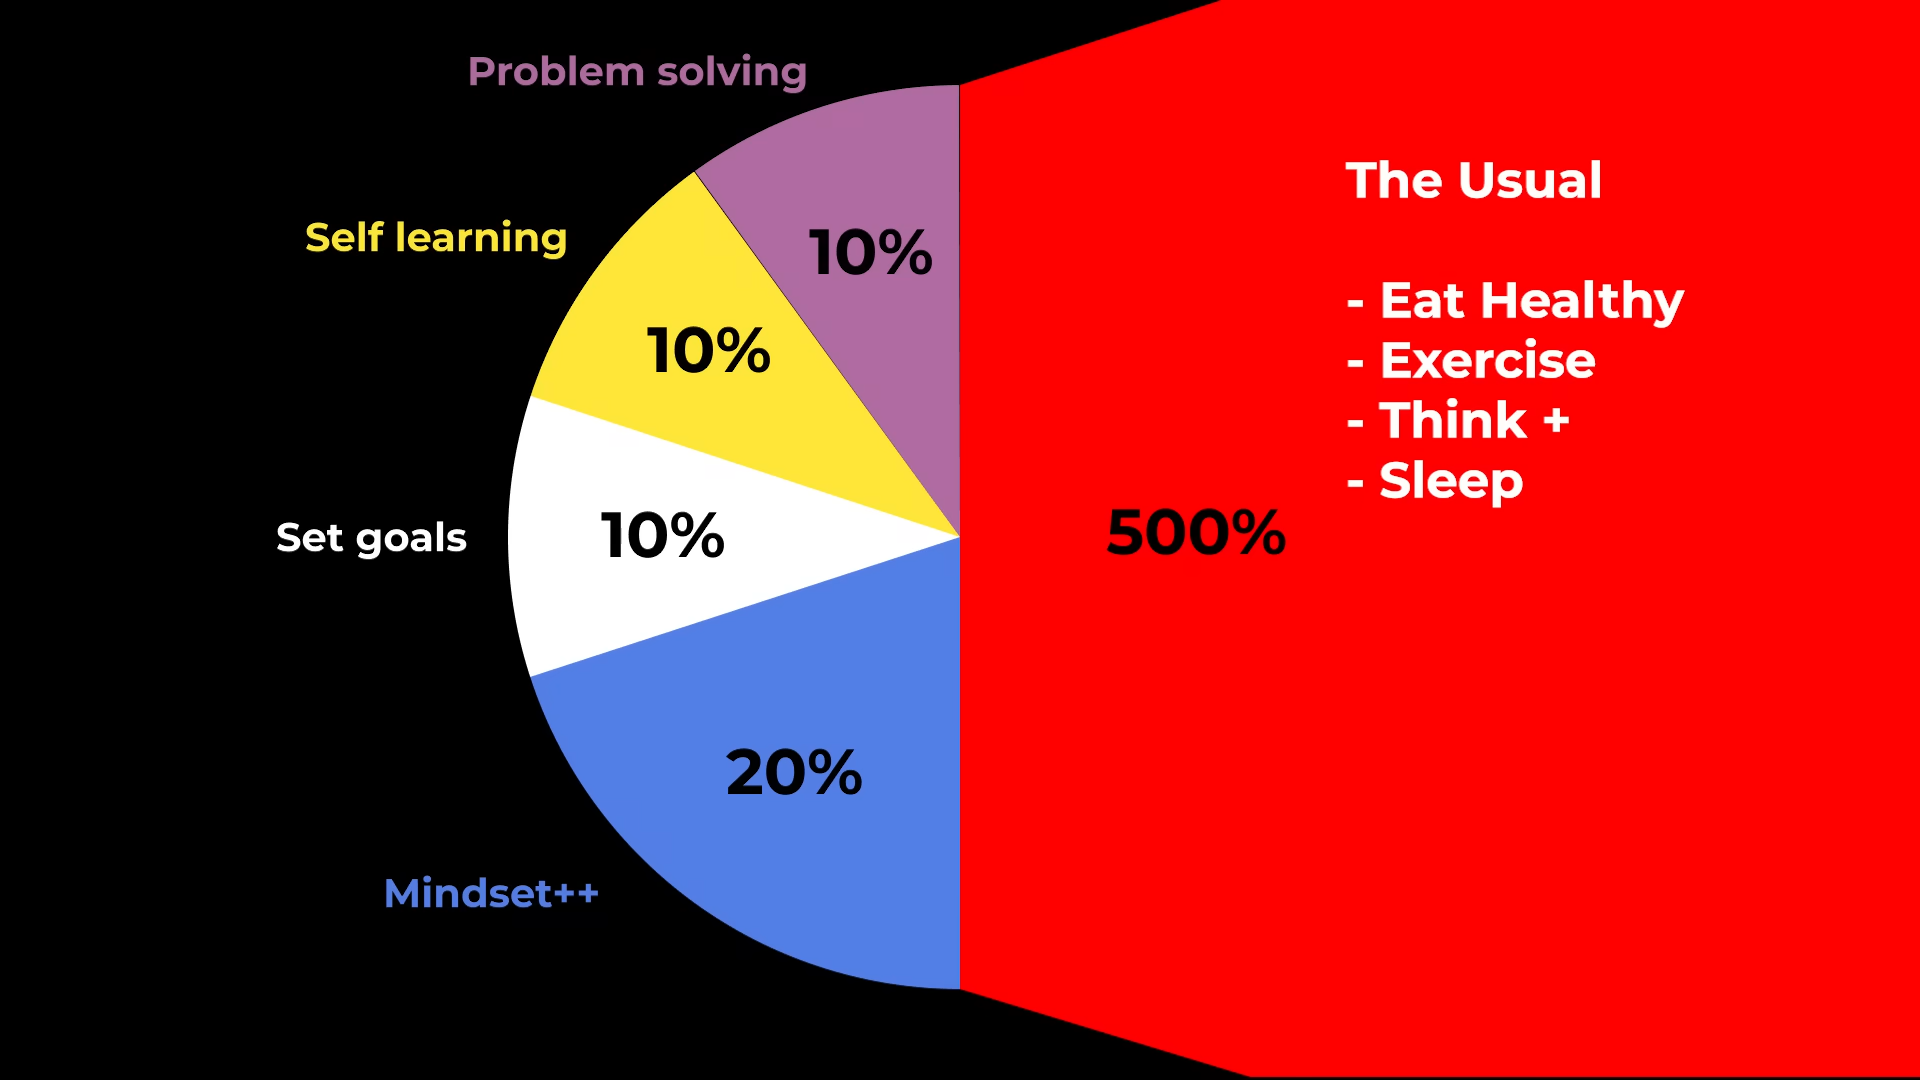 Problem solving
10%
Self learning
10%
Set goals
10%
Mindset++
20%
500%
The Usual
- Eat Healthy
- Exercise
- Think +
- Sleep